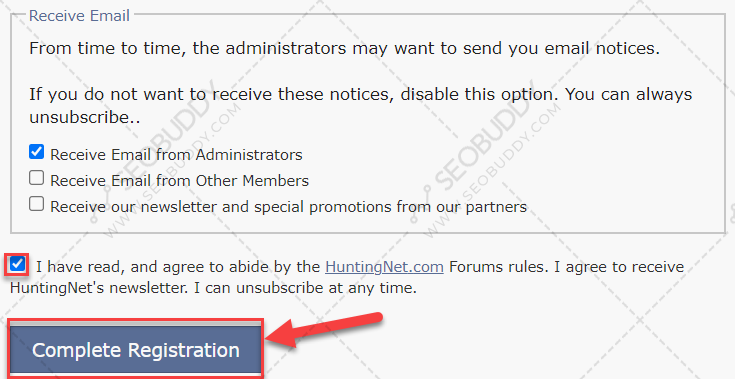 Receive Email
From time to time, the administrators may want to send you email notices.
If you do not want to receive these notices, disable this option. You can always
unsubscribe..
Receive Email from Administrators
Receive Email from Other Members
Receive our newsletter and special promotions from our partners
I have read, and agree to abide by the HuntingNet.com Forums rules. I agree to receive
HuntingNet's newsletter. I can unsubscribe at any time.
Complete Registration
SEOBUDDY
WWW.SEOBUDDY.COM
SEOBUDDY
WWW.SEOBUDDY.COM